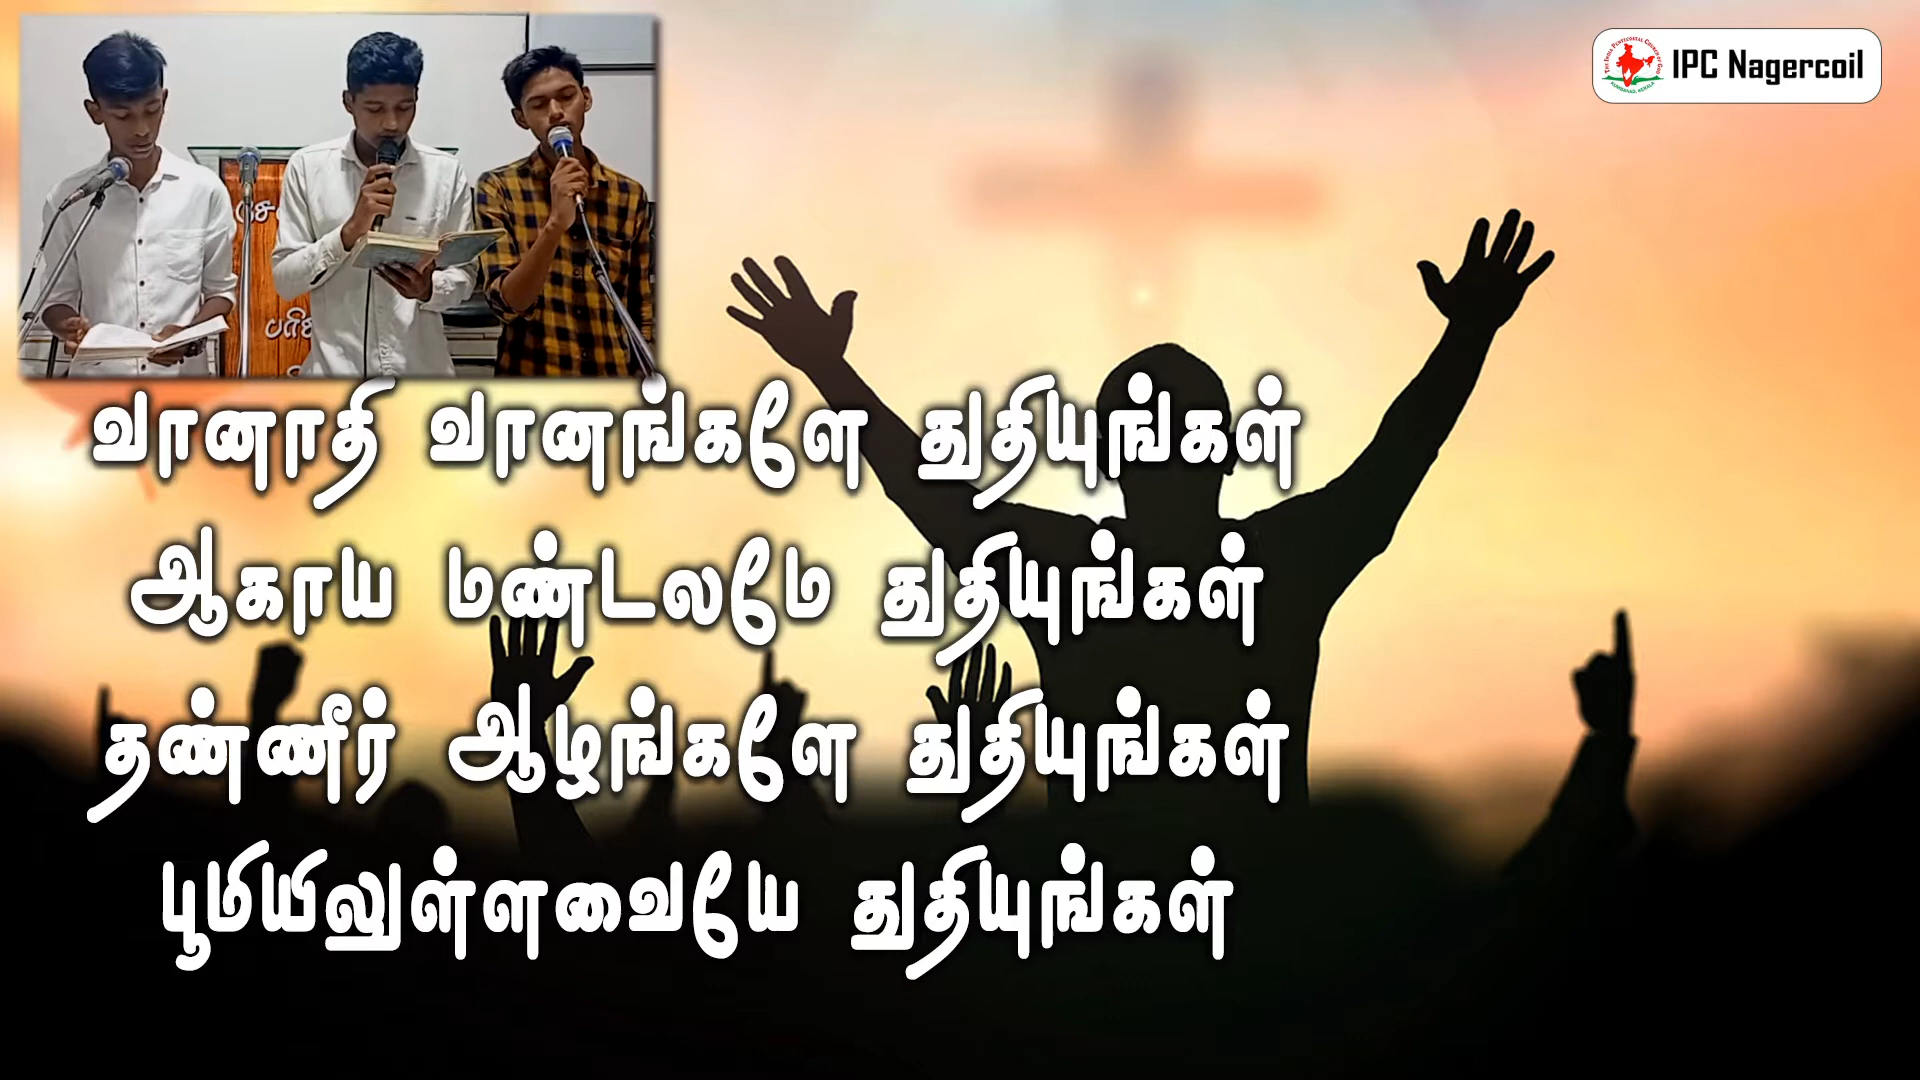 IPC Nagercoil
வானாதி வானங்களே துதியுங்கள்
ஆகாய மண்டலமே துதியுங்கள்
தண்ணீர் ஆழங்களே துதியுங்கள்
பூமியிலுள்ளவையே துதியுங்கள்